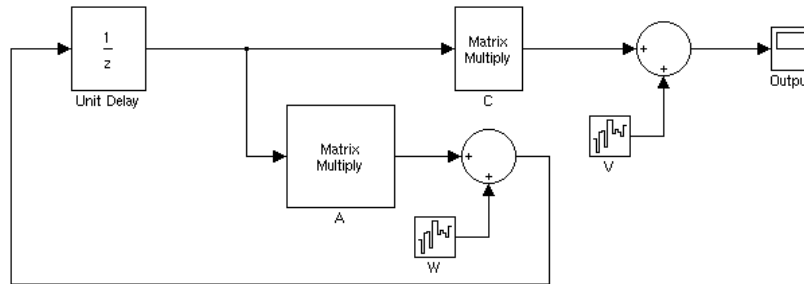 1
z
Unit Delay
Matrix
Multiply
C
+
+
Outpu
Matrix
Multiply
A
+
+
W
V